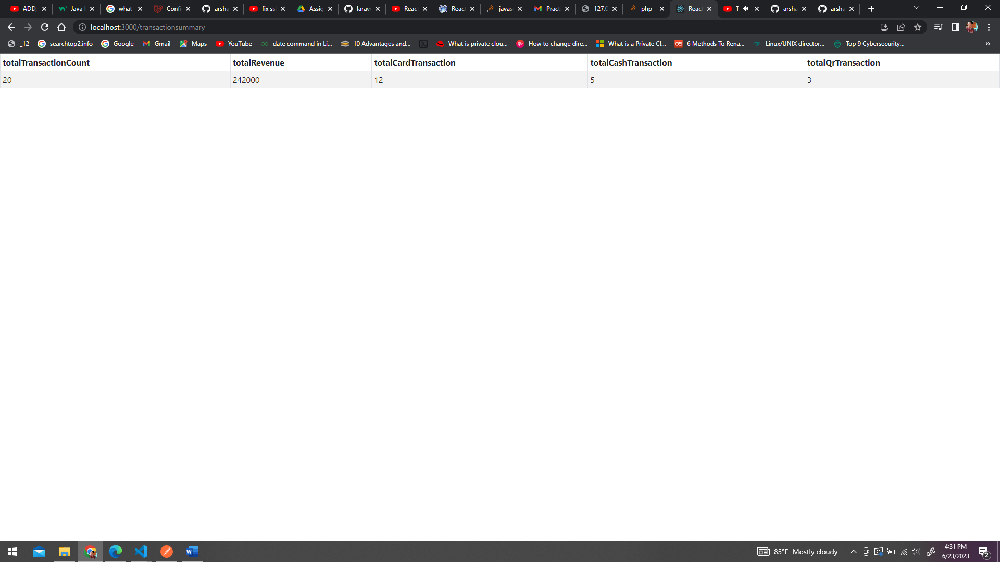 ADD, Java what Confi arsha fix ssl Assig larave React React javas Pract 127.0 php - React T arsha arsha
localhost:3000/transactionsummary
_12 searchtop2.info Google Gmail Maps YouTube date command in Li... 10 Advantages and... What is private clou... How to change dire... What is a Private Cl... 6 Methods To Rena... Linux/UNIX director... Top 9 Cybersecurity... »
totalTransactionCount totalRevenue totalCardTransaction totalCashTransaction totalQrTransaction
20 242000 12 5 3
85°F Mostly cloudy
4:31 PM
6/23/2023
2